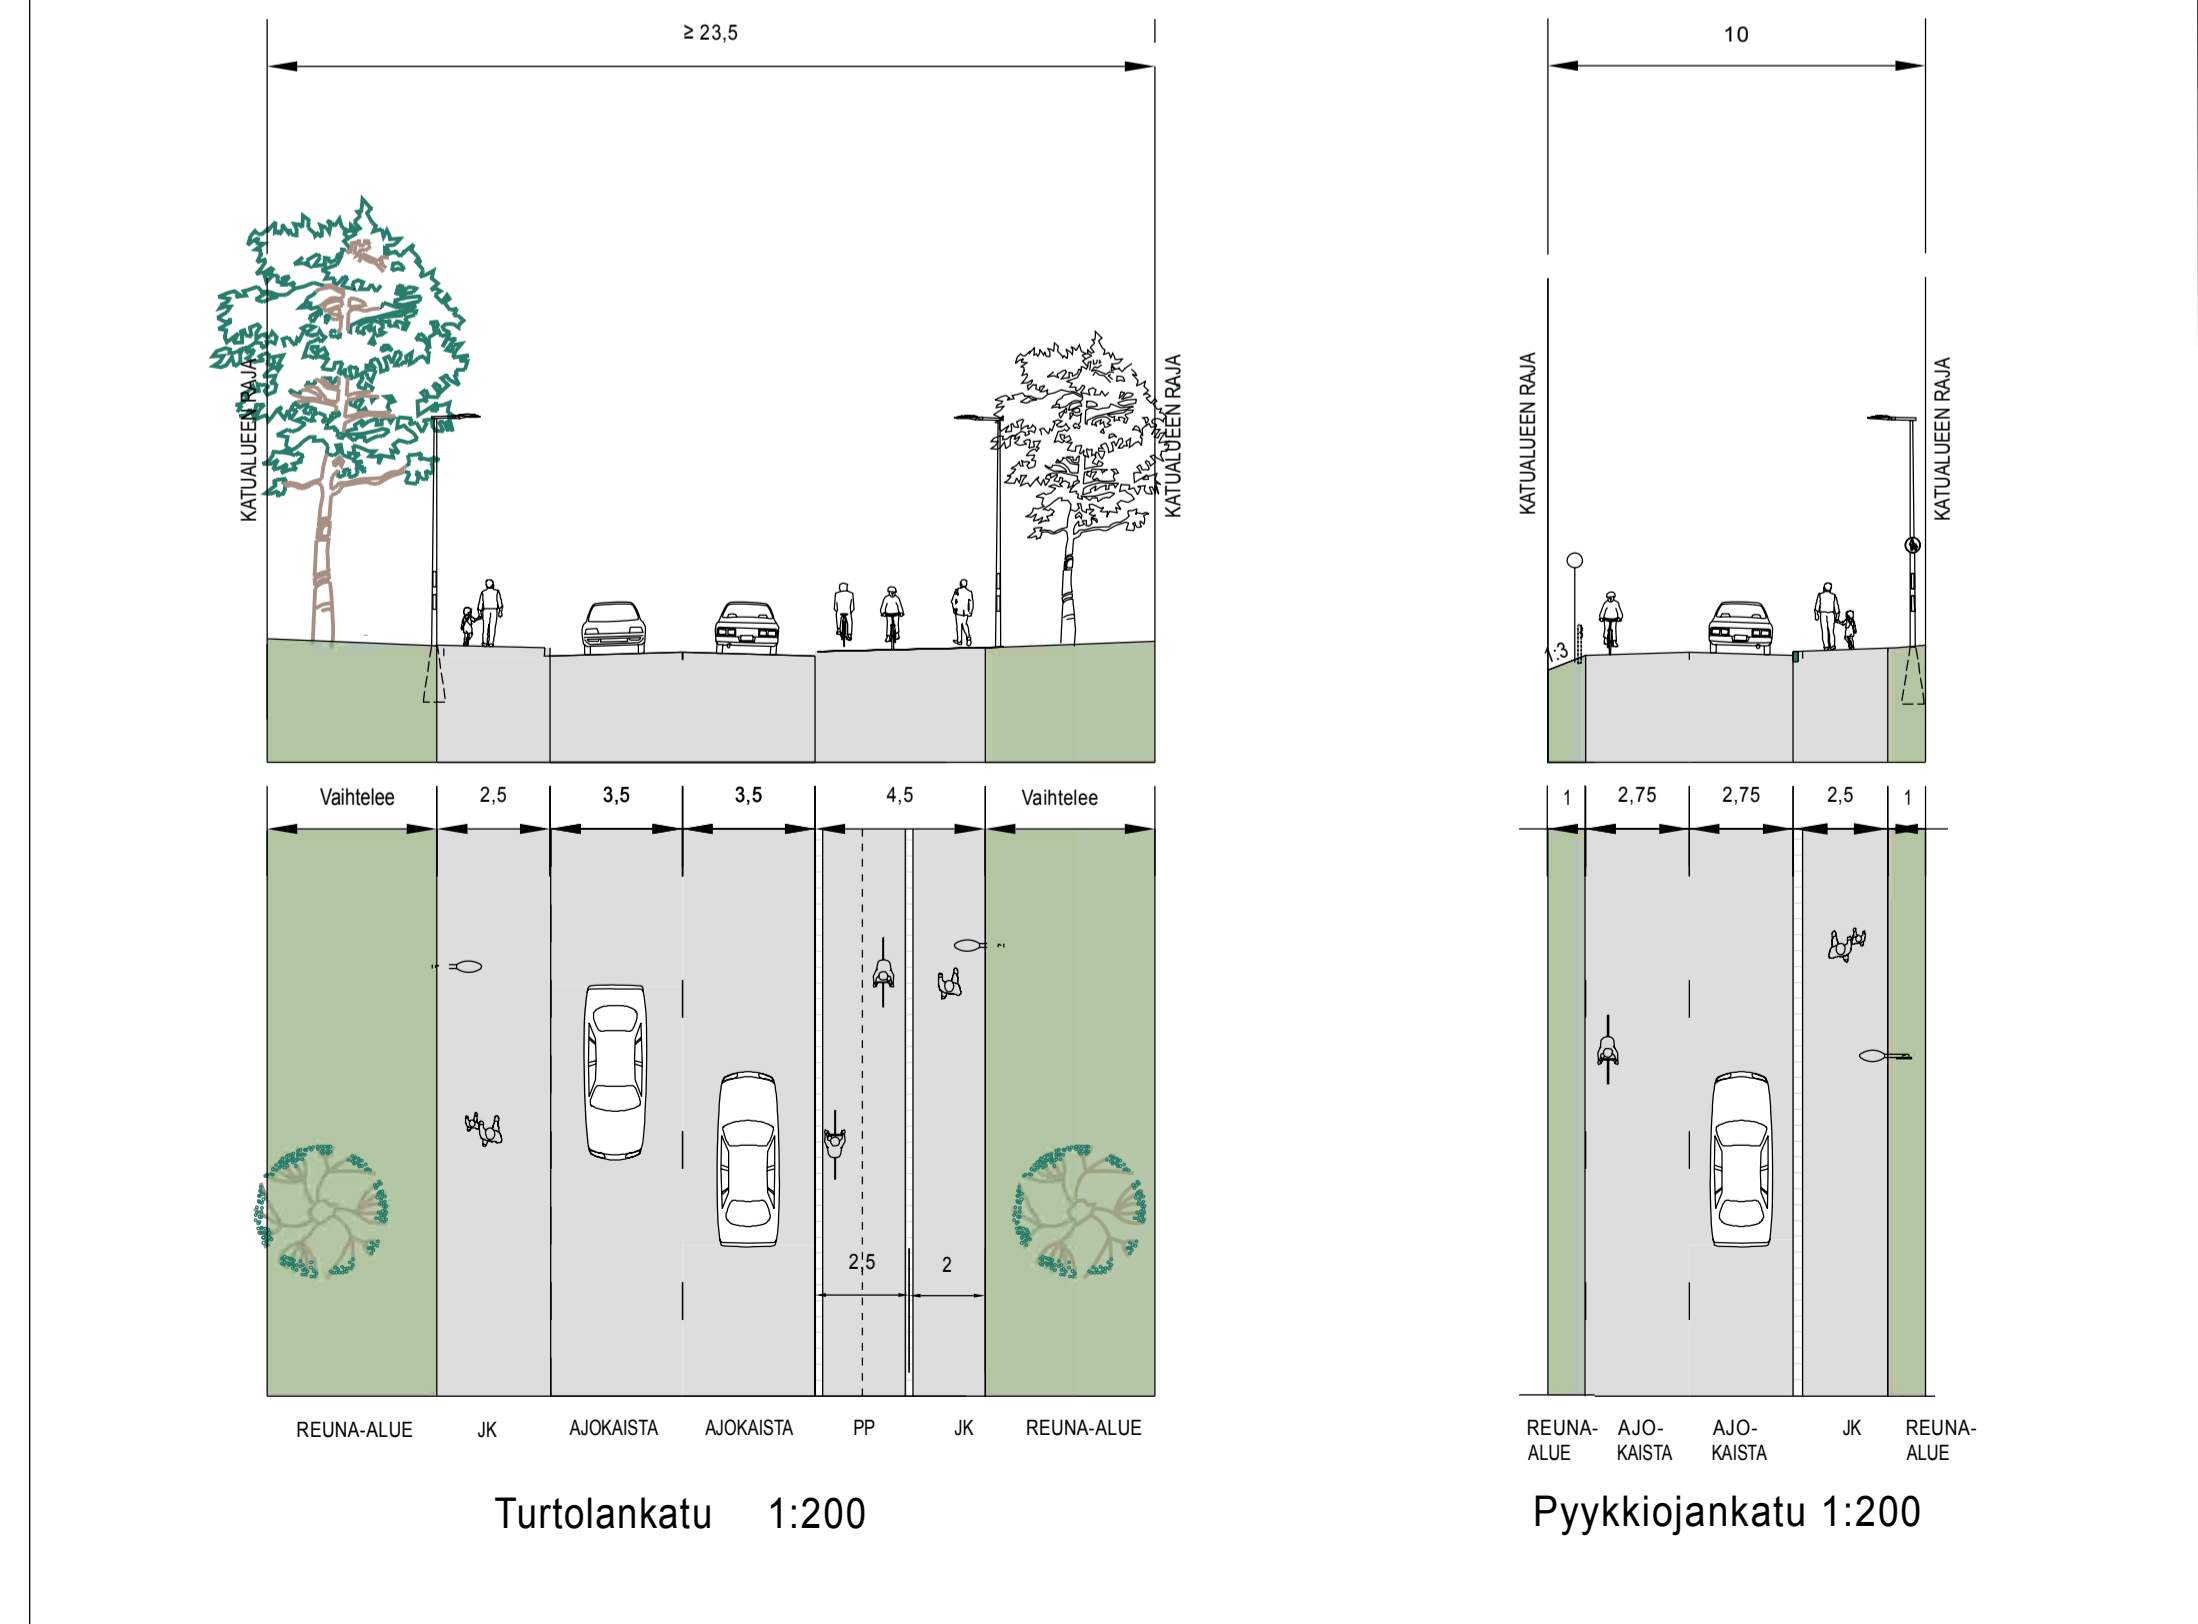 ≥ 23,5
10
KATUALUEEN RAJA
KATUALUEEN RAJA
KATUALUEEN RAJA
KATUALUEEN RAJA
1:3
Vaihtelee
2,5
3,5
3,5
4,5
Vaihtelee
1
2,75
2,75
2,5
1
2,5
2
REUNA-ALUE
JK
AJOKAISTA
AJOKAISTA
PP
JK
REUNA-ALUE
REUNA-
ALUE
AJO-
KAISTA
AJO-
KAISTA
JK
REUNA-
ALUE
Turtolankatu 1:200
Pyykkiojankatu 1:200